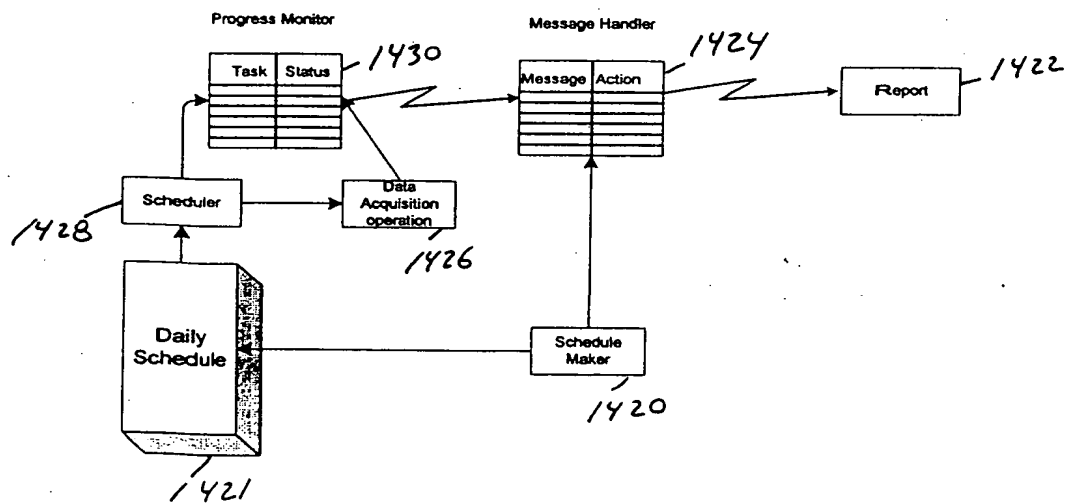 Progress Monitor
Message Handler
1430
1424
1422
Task Status
Message Action
iReport
Scheduler
Data
Acquisition
operation
1428
1426
Daily
Schedule
Schedule
Maker
1420
1421